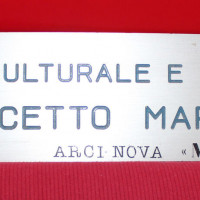 ULTURALE E
CETTO MAR
ARCI NOVA «